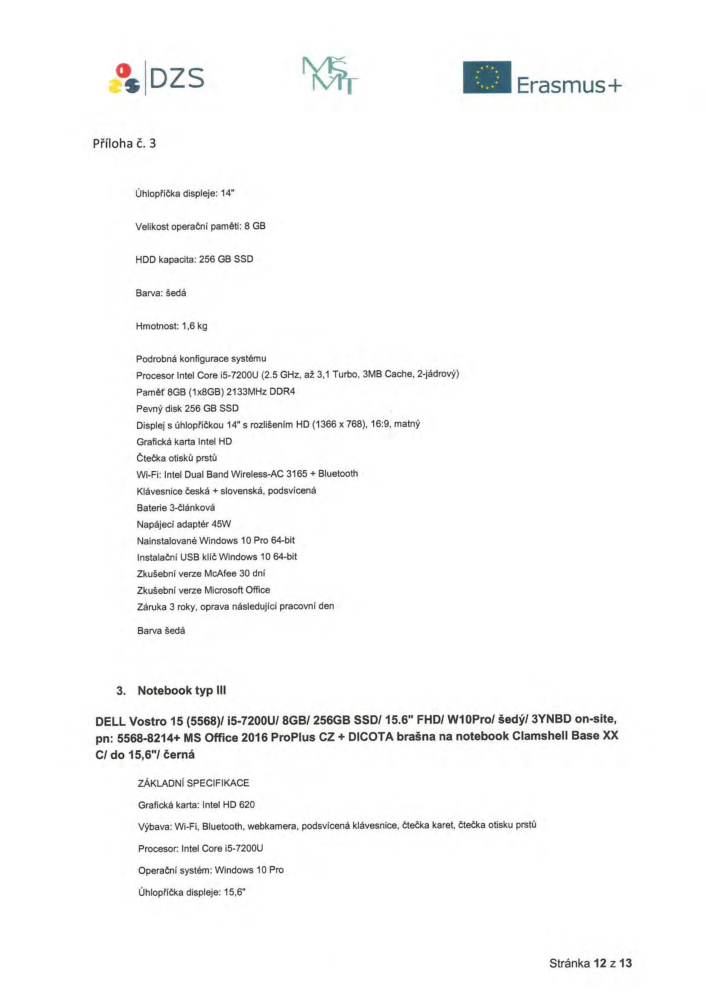 DZS
MŠMT
Erasmus+
Příloha č. 3
Úhlopříčka displeje: 14"
Velikost operační paměti: 8 GB
HDD kapacita: 256 GB SSD
Barva: šedá
Hmotnost: 1,6 kg
Podrobná konfigurace systému
Procesor Intel Core i5-7200U (2.5 GHz, až 3,1 Turbo, 3MB Cache, 2-jádrový)
Paměť 8GB (1x8GB) 2133MHz DDR4
Pevný disk 256 GB SSD
Displej s úhlopříčkou 14" s rozlišením HD (1366 x 768), 16:9, matný
Grafická karta Intel HD
Čtečka otisků prstů
Wi-Fi: Intel Dual Band Wireless-AC 3165 + Bluetooth
Klávesnice česká + slovenská, podsvícená
Baterie 3-článková
Napájecí adaptér 45W
Nainstalované Windows 10 Pro 64-bit
Instalační USB klíč Windows 10 64-bit
Zkušební verze McAfee 30 dní
Zkušební verze Microsoft Office
Záruka 3 roky, oprava následující pracovní den
Barva šedá
3. Notebook typ III
DELL Vostro 15 (5568)/ i5-7200U/ 8GB/ 256GB SSD/ 15.6" FHD/ W10Pro/ šedý/ 3YNBD on-site,
pn: 5568-8214+ MS Office 2016 ProPlus CZ + DICOTA brašna na notebook Clamshell Base XX
C/ do 15,6"/ černá
ZÁKLADNÍ SPECIFIKACE
Grafická karta: Intel HD 620
Výbava: Wi-Fi, Bluetooth, webkamera, podsvícená klávesnice, čtečka karet, čtečka otisku prstů
Procesor: Intel Core i5-7200U
Operační systém: Windows 10 Pro
Úhlopříčka displeje: 15,6"
Stránka 12 z 13